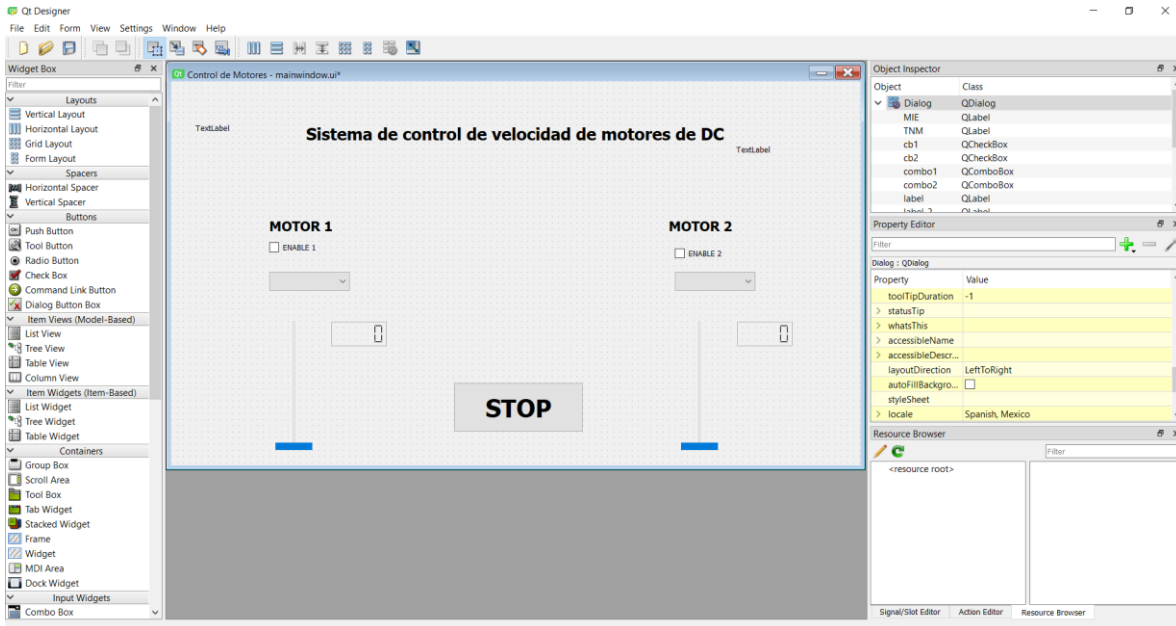 Qt Designer
File Edit Form View Settings Window Help
Widget Box
Filter
Layouts
Vertical Layout
Horizontal Layout
Grid Layout
Form Layout
Spacers
Horizontal Spacer
Vertical Spacer
Buttons
Push Button
Tool Button
Radio Button
Check Box
Command Link Button
Dialog Button Box
Item Views (Model-Based)
List View
Tree View
Table View
Column View
Item Widgets (Item-Based)
List Widget
Tree Widget
Table Widget
Containers
Group Box
Scroll Area
Tool Box
Tab Widget
Stacked Widget
Frame
Widget
MDI Area
Dock Widget
Input Widgets
Combo Box
Qt Control de Motores - mainwindow.ui*
TextLabel
Sistema de control de velocidad de motores de DC
TextLabel
MOTOR 1
MOTOR 2
ENABLE 1
ENABLE 2
0
0
STOP
Object Inspector
Object Class
Dialog QDialog
MIE QLabel
TNM QLabel
cb1 QCheckBox
cb2 QCheckBox
combo1 QComboBox
combo2 QComboBox
label QLabel
label_2 QLabel
Property Editor
Filter
Dialog : QDialog
Property Value
toolTipDuration -1
statusTip
whatsThis
accessibleName
accessibleDescr...
layoutDirection LeftToRight
autoFillBackgro...
styleSheet
locale Spanish, Mexico
Resource Browser
Filter
<resource root>
Signal/Slot Editor Action Editor Resource Browser